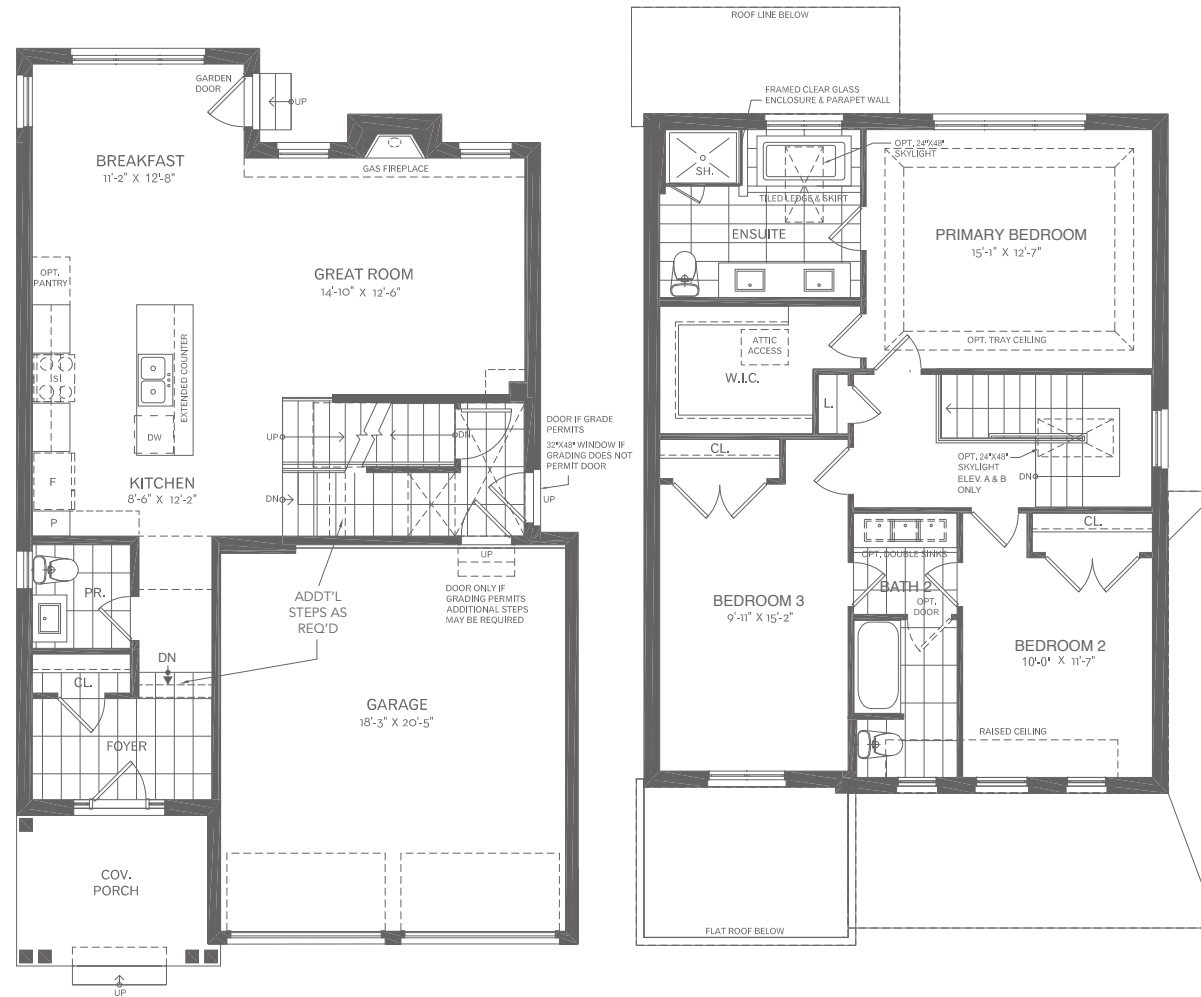 GARDEN
DOOR
UP
BREAKFAST
11'-2" X 12'-8"
GAS FIREPLACE
OPT.
PANTRY
GREAT ROOM
14'-10" X 12'-6"
EXTENDED COUNTER
ISI
DW
F
P
KITCHEN
8'-6" X 12'-2"
UP
DN
DN
DOOR IF GRADE
PERMITS
32"X48" WINDOW IF
GRADING DOES NOT
PERMIT DOOR
UP
UP
DOOR ONLY IF
GRADING PERMITS
ADDITIONAL STEPS
MAY BE REQUIRED
ADDT'L
STEPS AS
REQ'D
PR.
DN
CL.
FOYER
GARAGE
18'-3" X 20'-5"
COV.
PORCH
UP
ROOF LINE BELOW
FRAMED CLEAR GLASS
ENCLOSURE & PARAPET WALL
SH.
OPT. 24"X48"
SKYLIGHT
TILED LEDGE & SKIRT
ENSUITE
PRIMARY BEDROOM
15'-1" X 12'-7"
OPT. TRAY CEILING
ATTIC
ACCESS
W.I.C.
L.
CL.
OPT. 24"X48"
SKYLIGHT
ELEV. A & B
ONLY
DN
CL.
OPT. DOUBLE SINKS
BATH 2
OPT.
DOOR
BEDROOM 3
9'-11" X 15'-2"
BEDROOM 2
10'-0" X 11'-7"
RAISED CEILING
FLAT ROOF BELOW